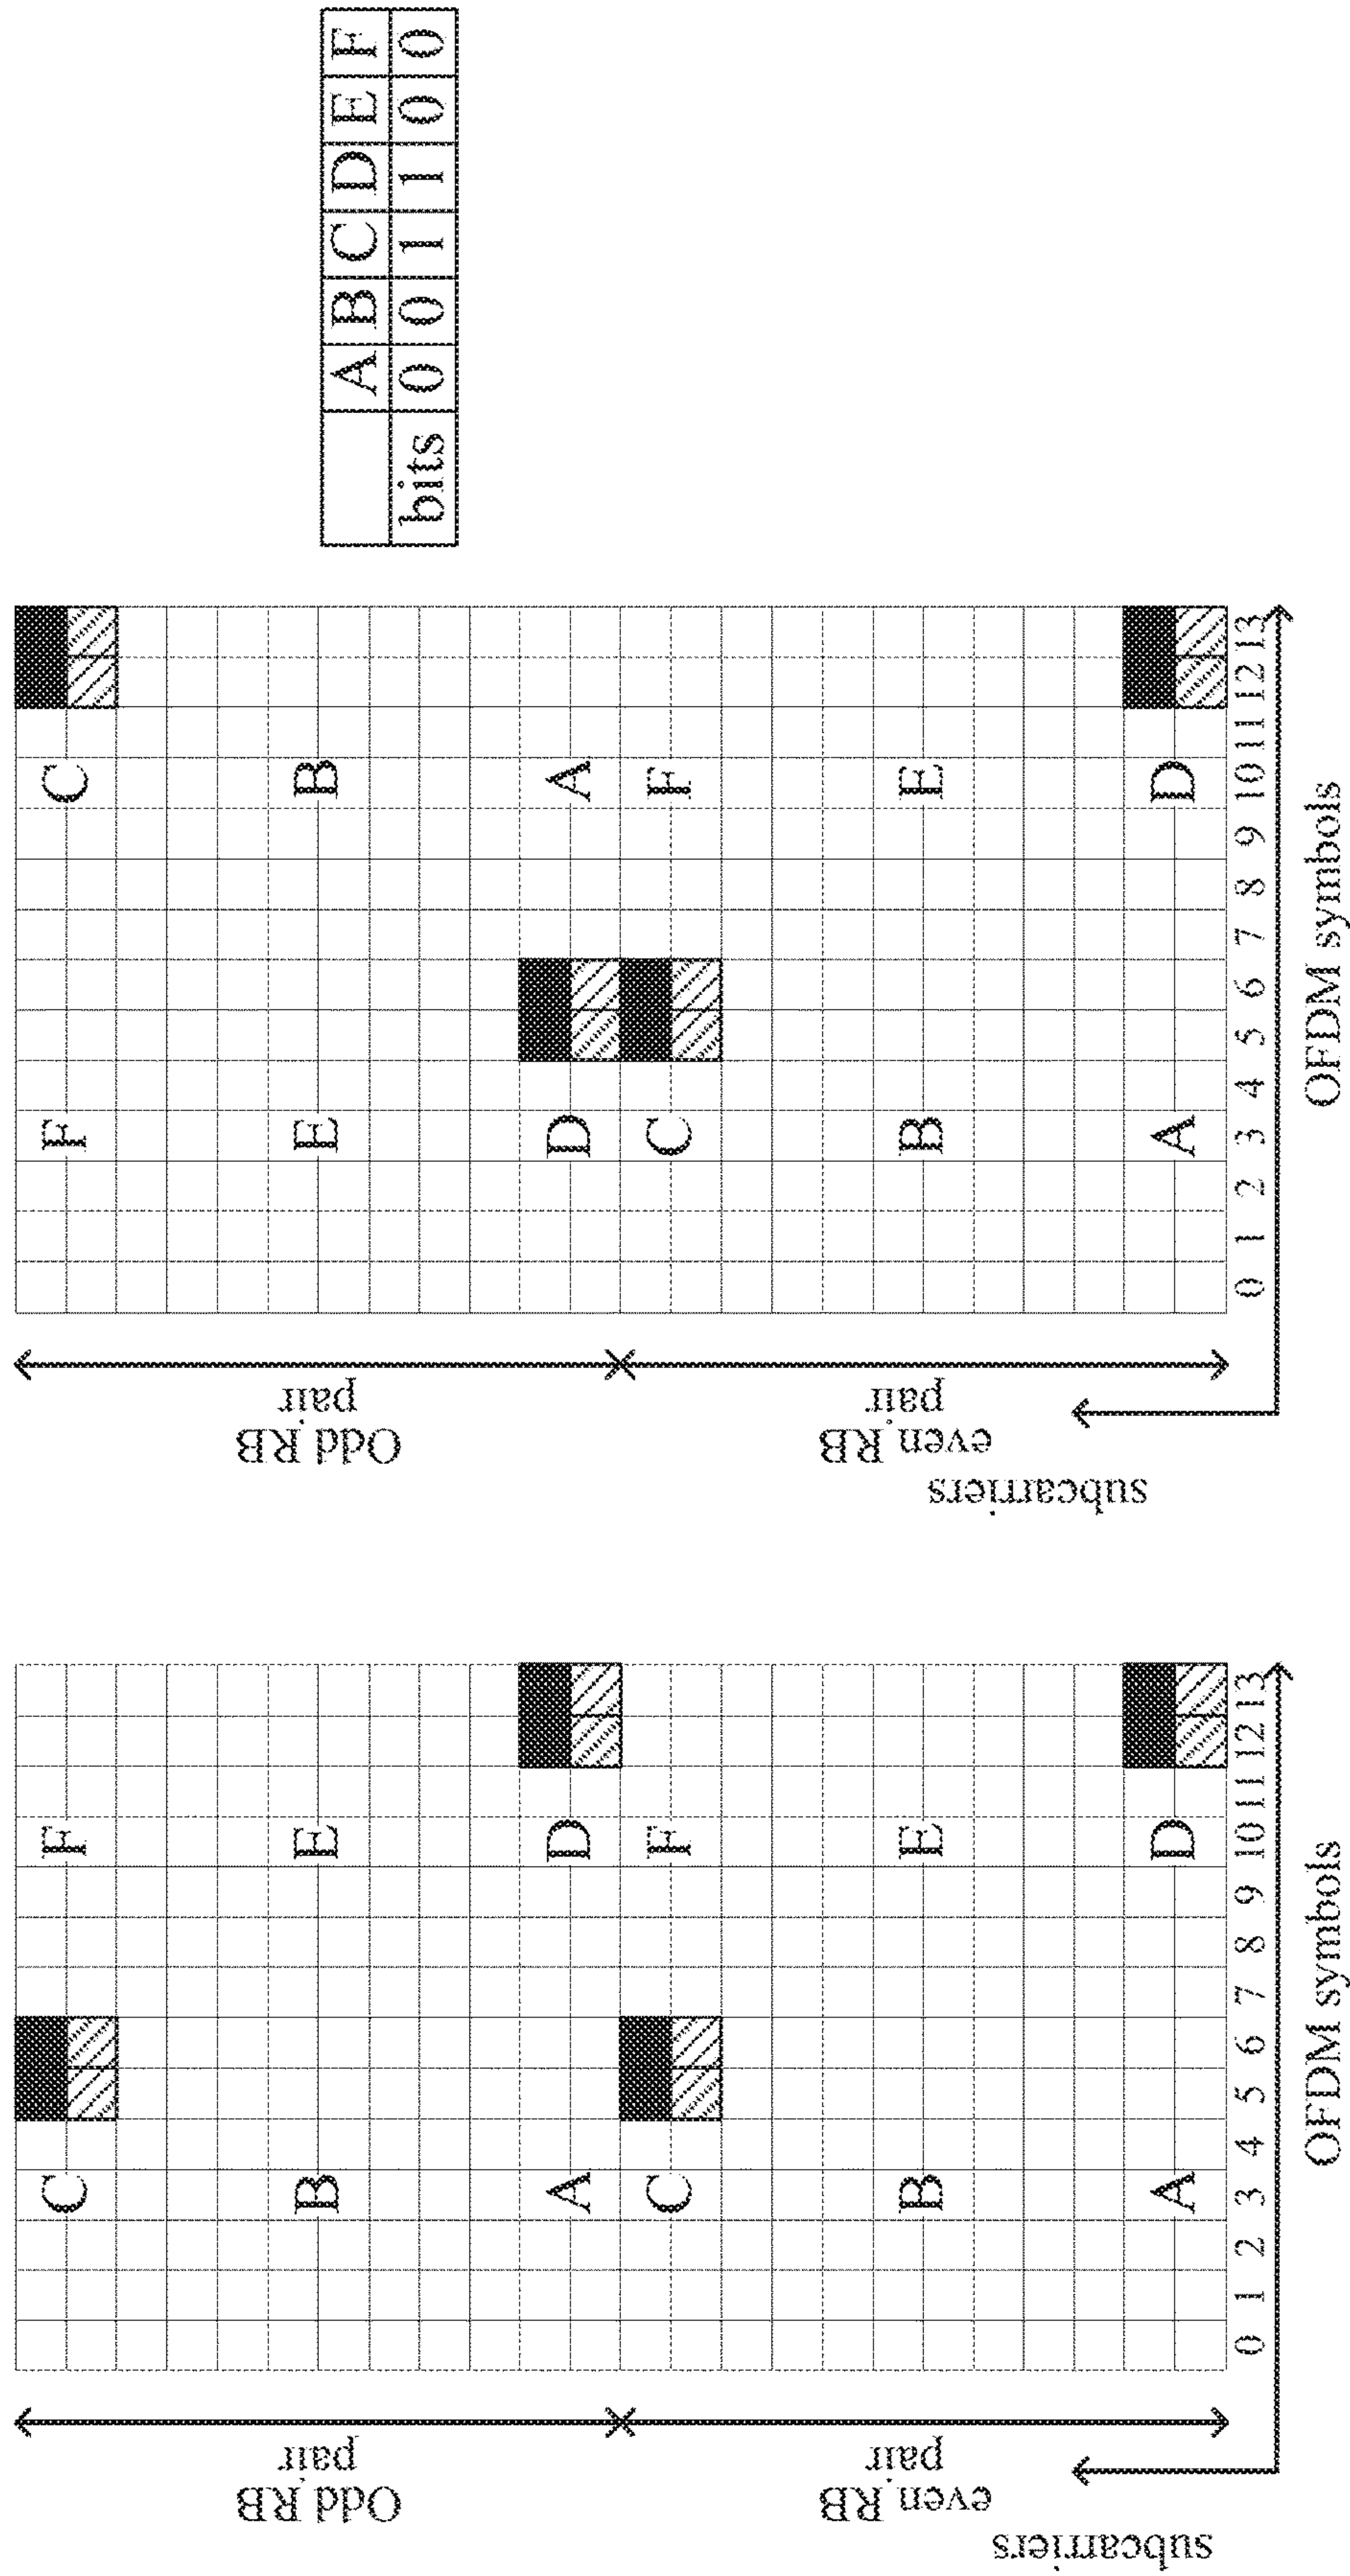 subcarriers
Odd RB
pair
even RB
pair
C F
B E
A D
C F
B E
A D
0 1 2 3 4 5 6 7 8 9 10 11 12 13
OFDM symbols
subcarriers
Odd RB
pair
even RB
pair
F C
E B
D A
C F
B E
A D
0 1 2 3 4 5 6 7 8 9 10 11 12 13
OFDM symbols
A B C D E F
bits 0 0 1 1 0 0